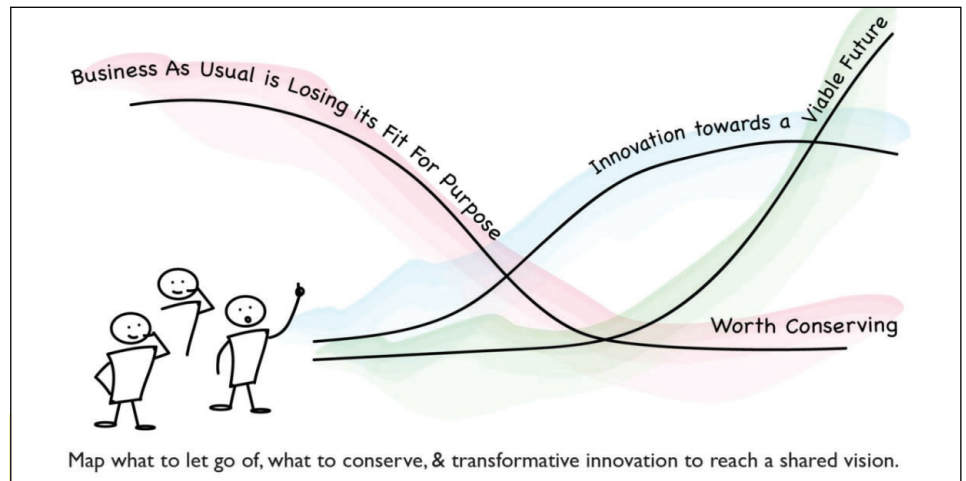 Business As Usual is Losing its Fit For Purpose
Innovation towards a Viable Future
Worth Conserving
Map what to let go of, what to conserve, & transformative innovation to reach a shared vision.